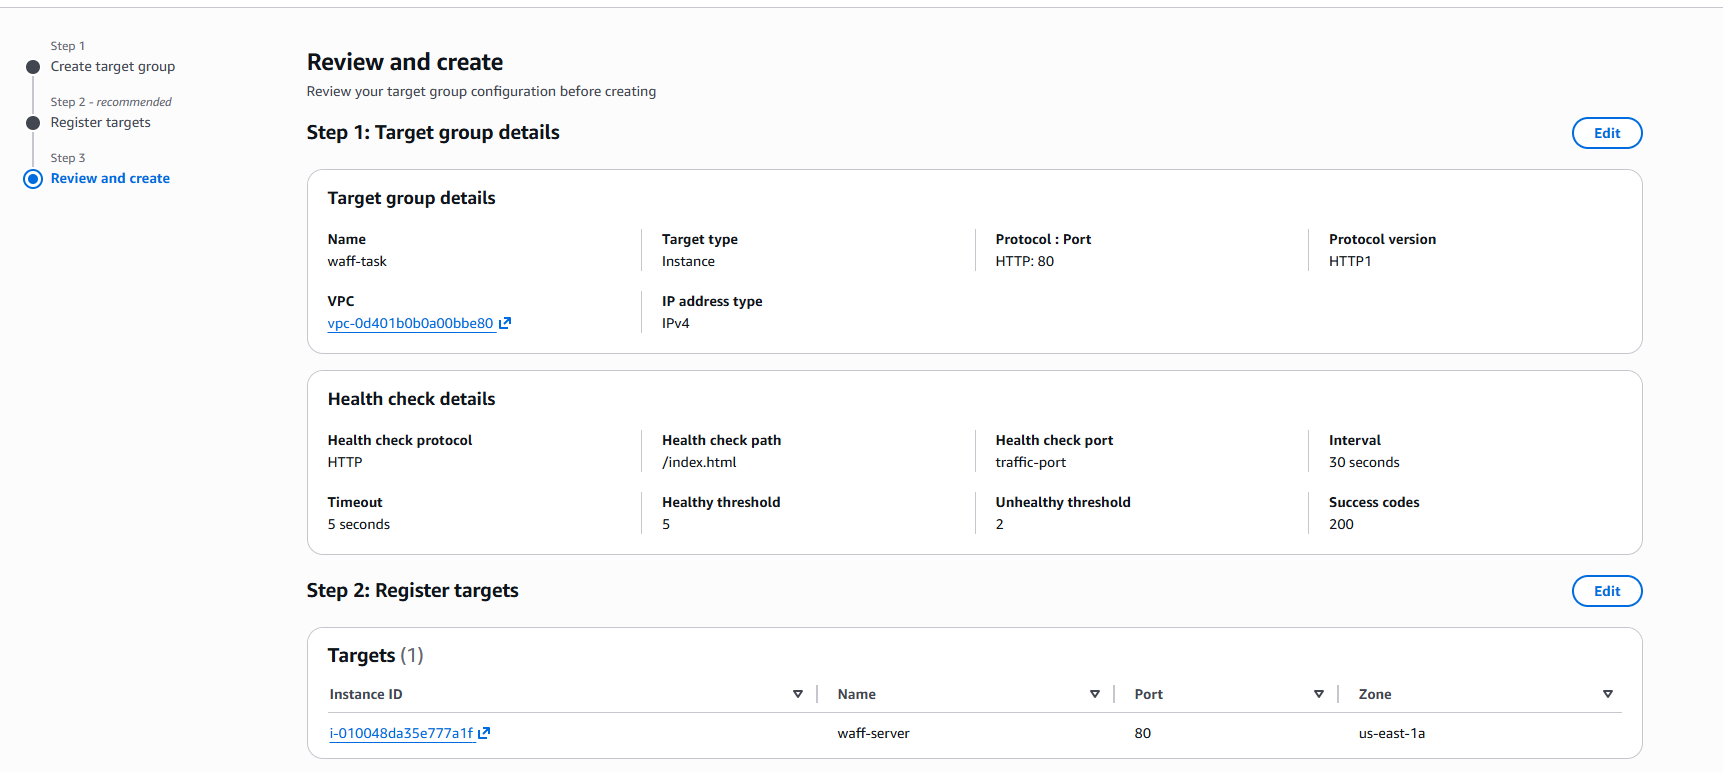 Step 1
Create target group
Step 2 - recommended
Register targets
Step 3
Review and create
Review and create
Review your target group configuration before creating
Step 1: Target group details
Edit
Target group details
Name
waff-task
Target type
Instance
Protocol : Port
HTTP: 80
Protocol version
HTTP1
VPC
vpc-0d401b0b0a00bbe80
IP address type
IPv4
Health check details
Health check protocol
HTTP
Health check path
/index.html
Health check port
traffic-port
Interval
30 seconds
Timeout
5 seconds
Healthy threshold
5
Unhealthy threshold
2
Success codes
200
Step 2: Register targets
Edit
Targets (1)
Instance ID
Name
Port
Zone
i-010048da35e777a1f
waff-server
80
us-east-1a